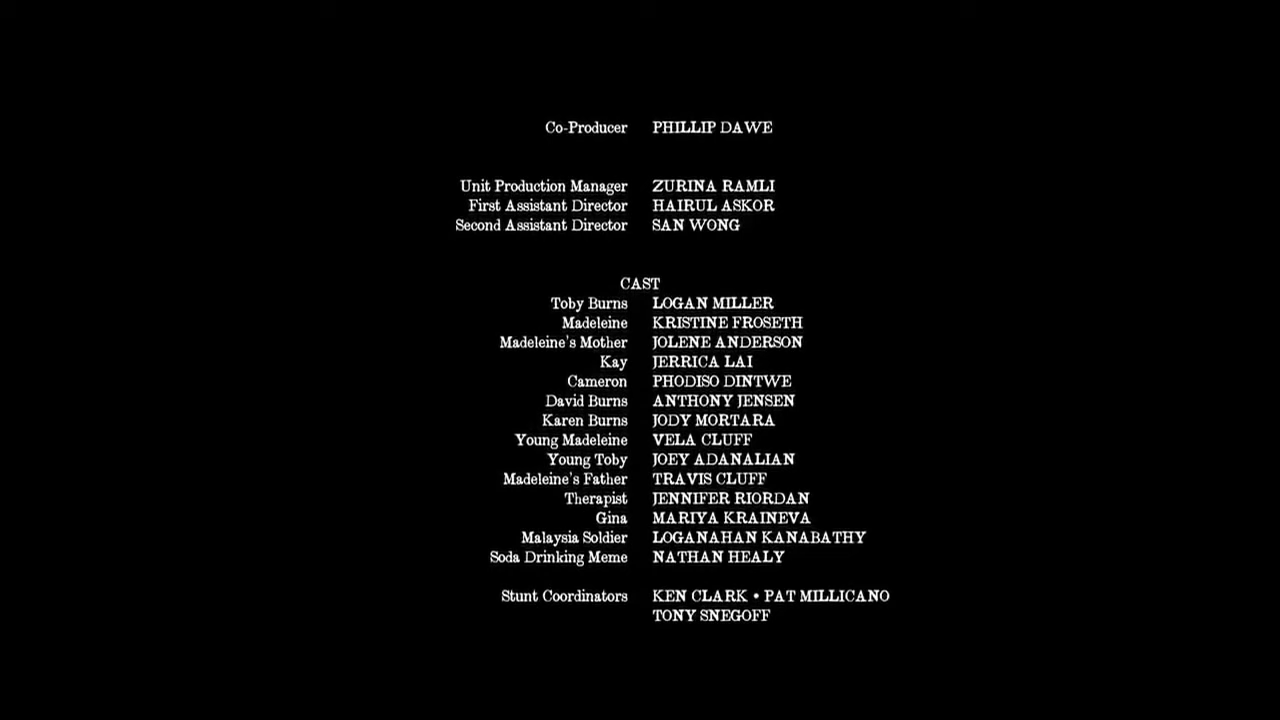 Co-Producer PHILLIP DAWE
Unit Production Manager ZURINA RAMLI
First Assistant Director HAIRUL ASKOR
Second Assistant Director SAN WONG
CAST
Toby Burns LOGAN MILLER
Madeleine KRISTINE FROSETH
Madeleine's Mother JOLENE ANDERSON
Kay JERRICA LAI
Cameron PHODISO DINTWE
David Burns ANTHONY JENSEN
Karen Burns JODY MORTARA
Young Madeleine VELA CLUFF
Young Toby JOEY ADANALIAN
Madeleine's Father TRAVIS CLUFF
Therapist JENNIFER RIORDAN
Gina MARIYA KRAINEVA
Malaysia Soldier LOGANAHAN KANABATHY
Soda Drinking Meme NATHAN HEALY
Stunt Coordinators KEN CLARK • PAT MILLICANO
TONY SNEGOFF